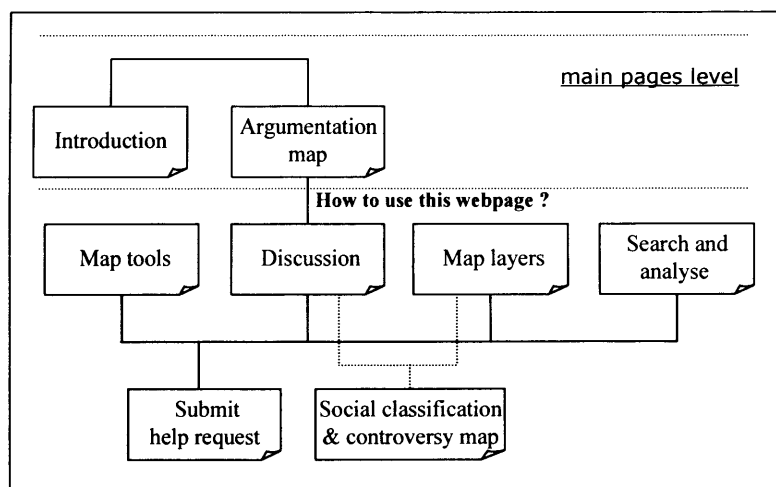 main pages level
Introduction
Argumentation
map
How to use this webpage ?
Map tools
Discussion
Map layers
Search and
analyse
Submit
help request
Social classification
& controversy map